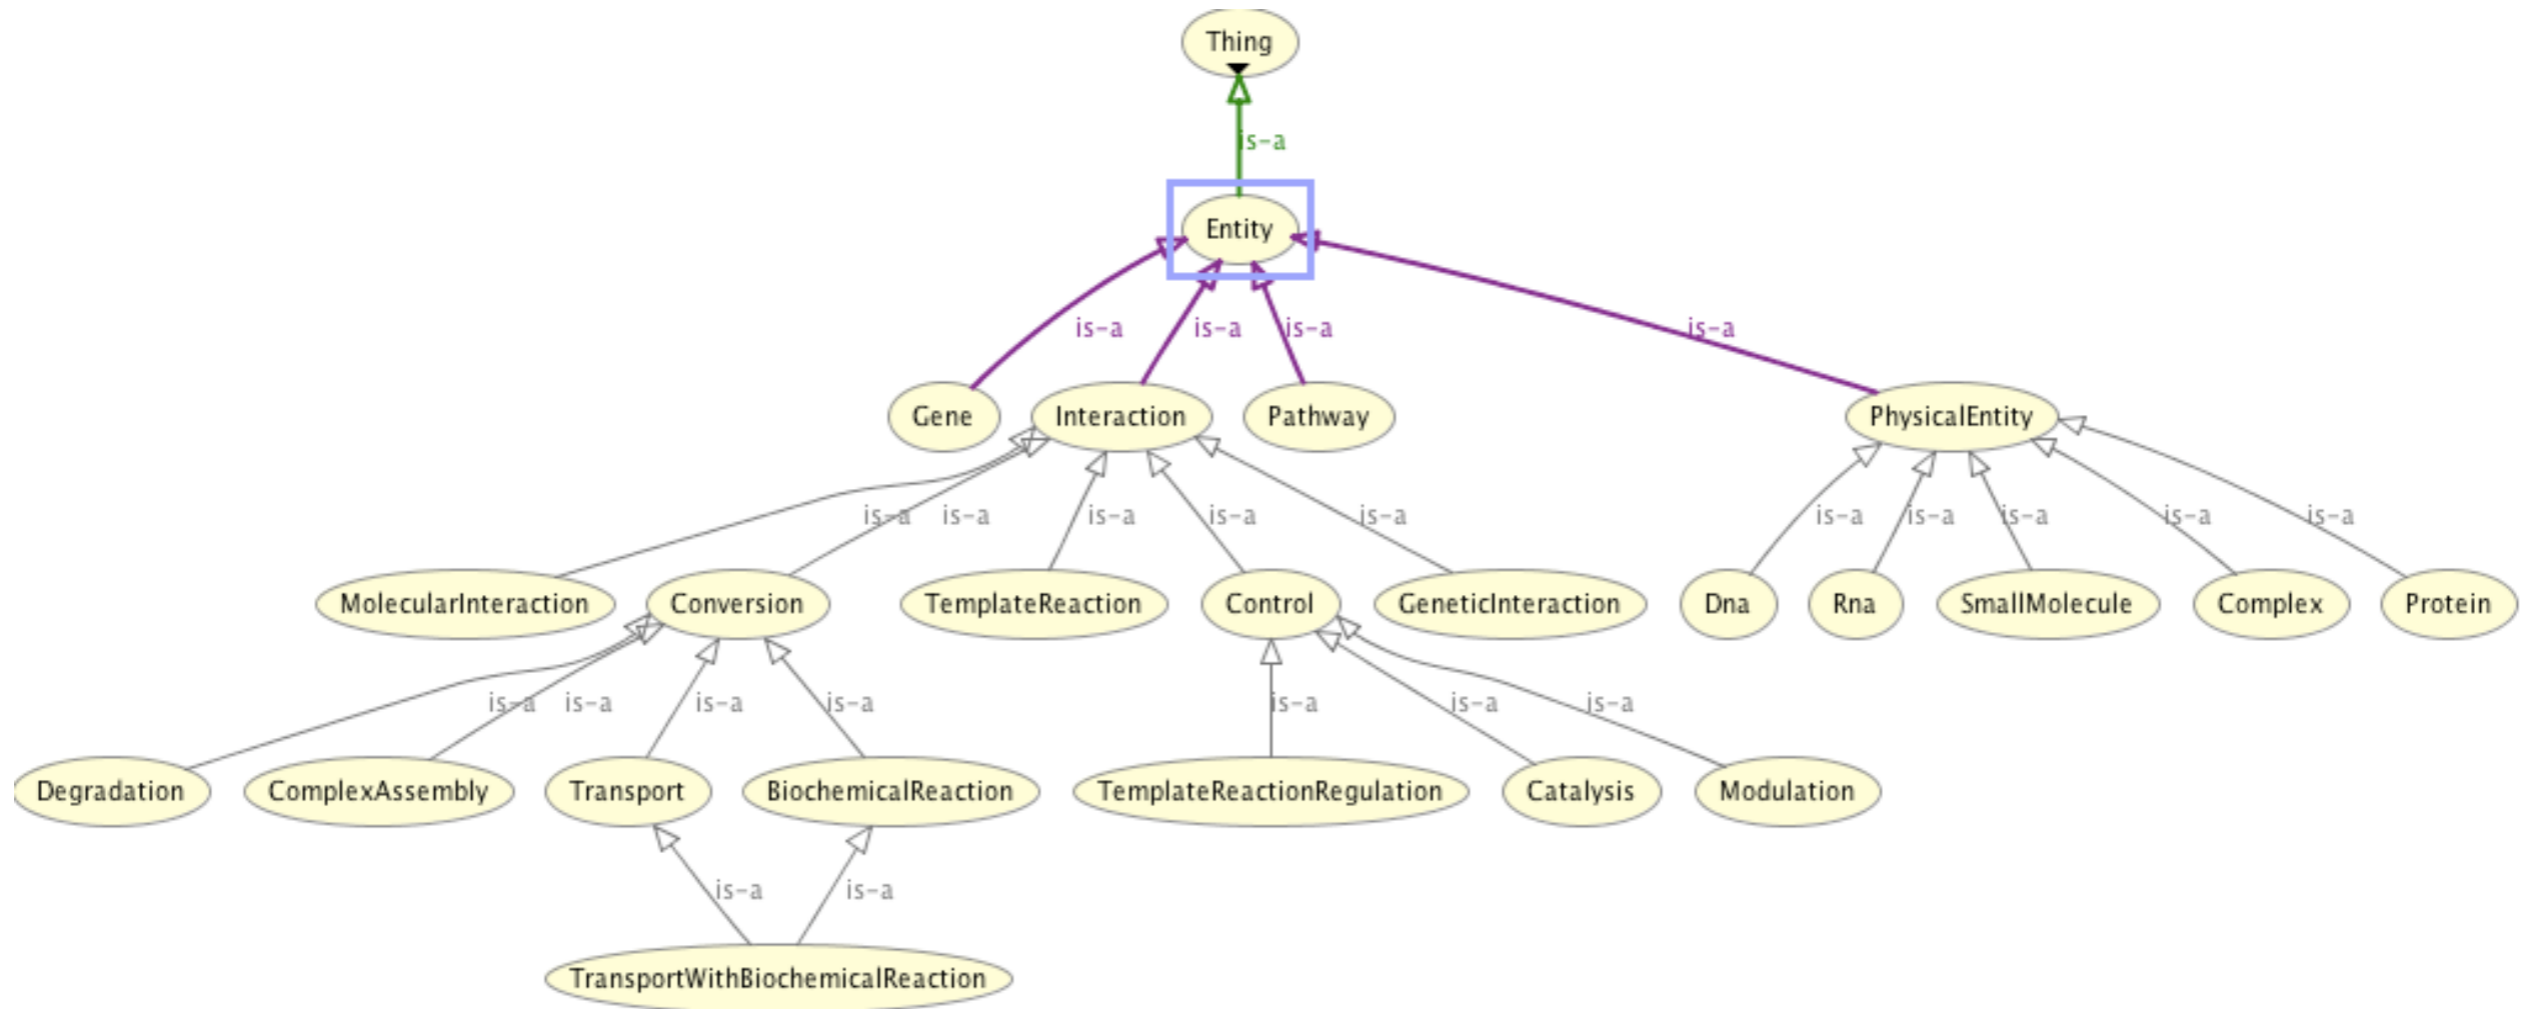 Thing
is-a
Entity
is-a is-a is-a is-a
Gene Interaction Pathway PhysicalEntity
is-a is-a is-a is-a is-a is-a is-a is-a is-a is-a
MolecularInteraction Conversion TemplateReaction Control GeneticInteraction Dna Rna SmallMolecule Complex Protein
is-a is-a is-a is-a is-a is-a is-a
Degradation ComplexAssembly Transport BiochemicalReaction TemplateReactionRegulation Catalysis Modulation
is-a is-a
TransportWithBiochemicalReaction